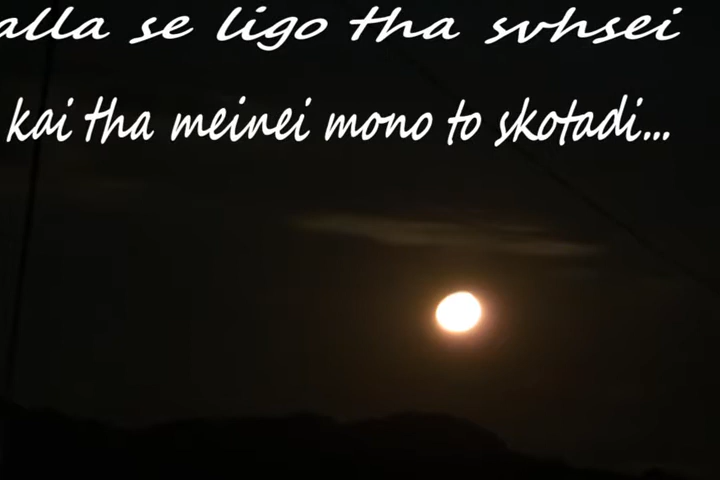 alla se ligo tha svhsei
kai tha meinei mono to skotadi...